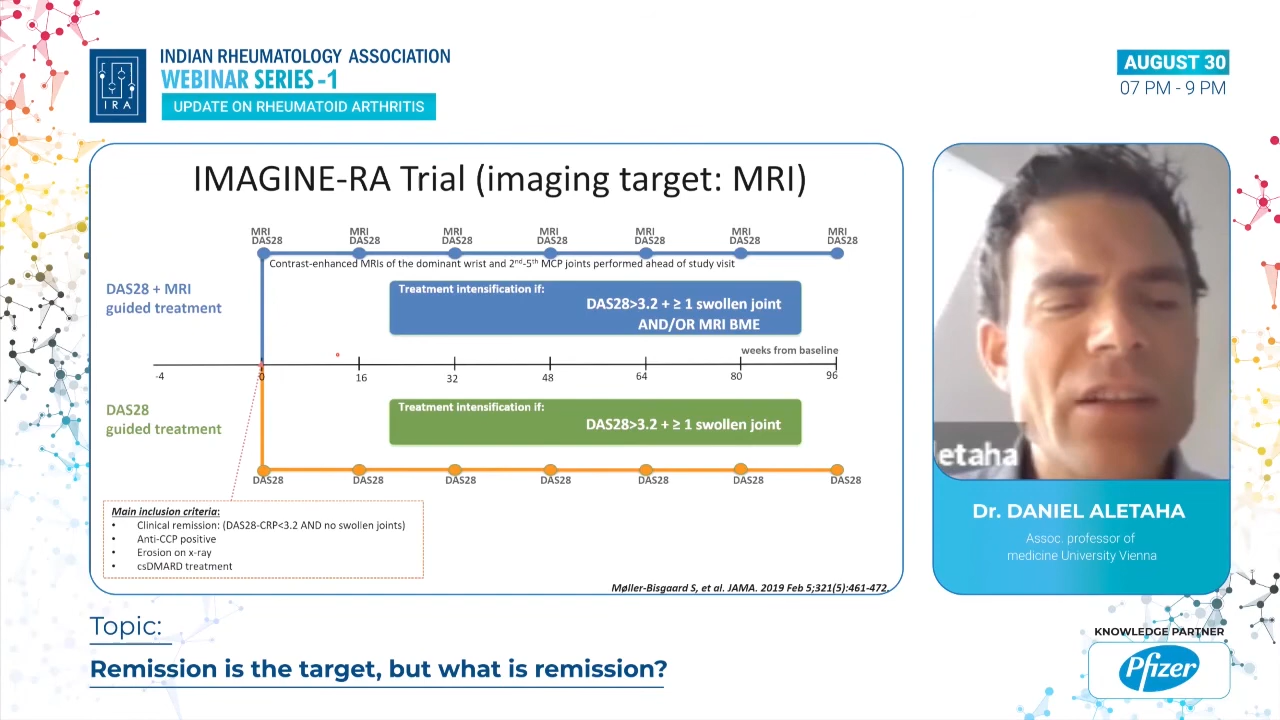 INDIAN RHEUMATOLOGY ASSOCIATION
WEBINAR SERIES -1
UPDATE ON RHEUMATOID ARTHRITIS
IRA
AUGUST 30
07 PM - 9 PM
IMAGINE-RA Trial (imaging target: MRI)
MRI MRI MRI MRI MRI MRI MRI
DAS28 DAS28 DAS28 DAS28 DAS28 DAS28 DAS28
Contrast-enhanced MRIs of the dominant wrist and 2nd-5th MCP joints performed ahead of study visit
DAS28 + MRI
guided treatment
Treatment intensification if:
DAS28>3.2 + ≥ 1 swollen joint
AND/OR MRI BME
weeks from baseline
-4 0 16 32 48 64 80 96
DAS28
guided treatment
Treatment intensification if:
DAS28>3.2 + ≥ 1 swollen joint
DAS28 DAS28 DAS28 DAS28 DAS28 DAS28 DAS28
Main inclusion criteria:
• Clinical remission: (DAS28-CRP<3.2 AND no swollen joints)
• Anti-CCP positive
• Erosion on x-ray
• csDMARD treatment
Møller-Bisgaard S, et al. JAMA. 2019 Feb 5;321(5):461-472.
etaha
Dr. DANIEL ALETAHA
Assoc. professor of
medicine University Vienna
Topic:
Remission is the target, but what is remission?
KNOWLEDGE PARTNER
Pfizer